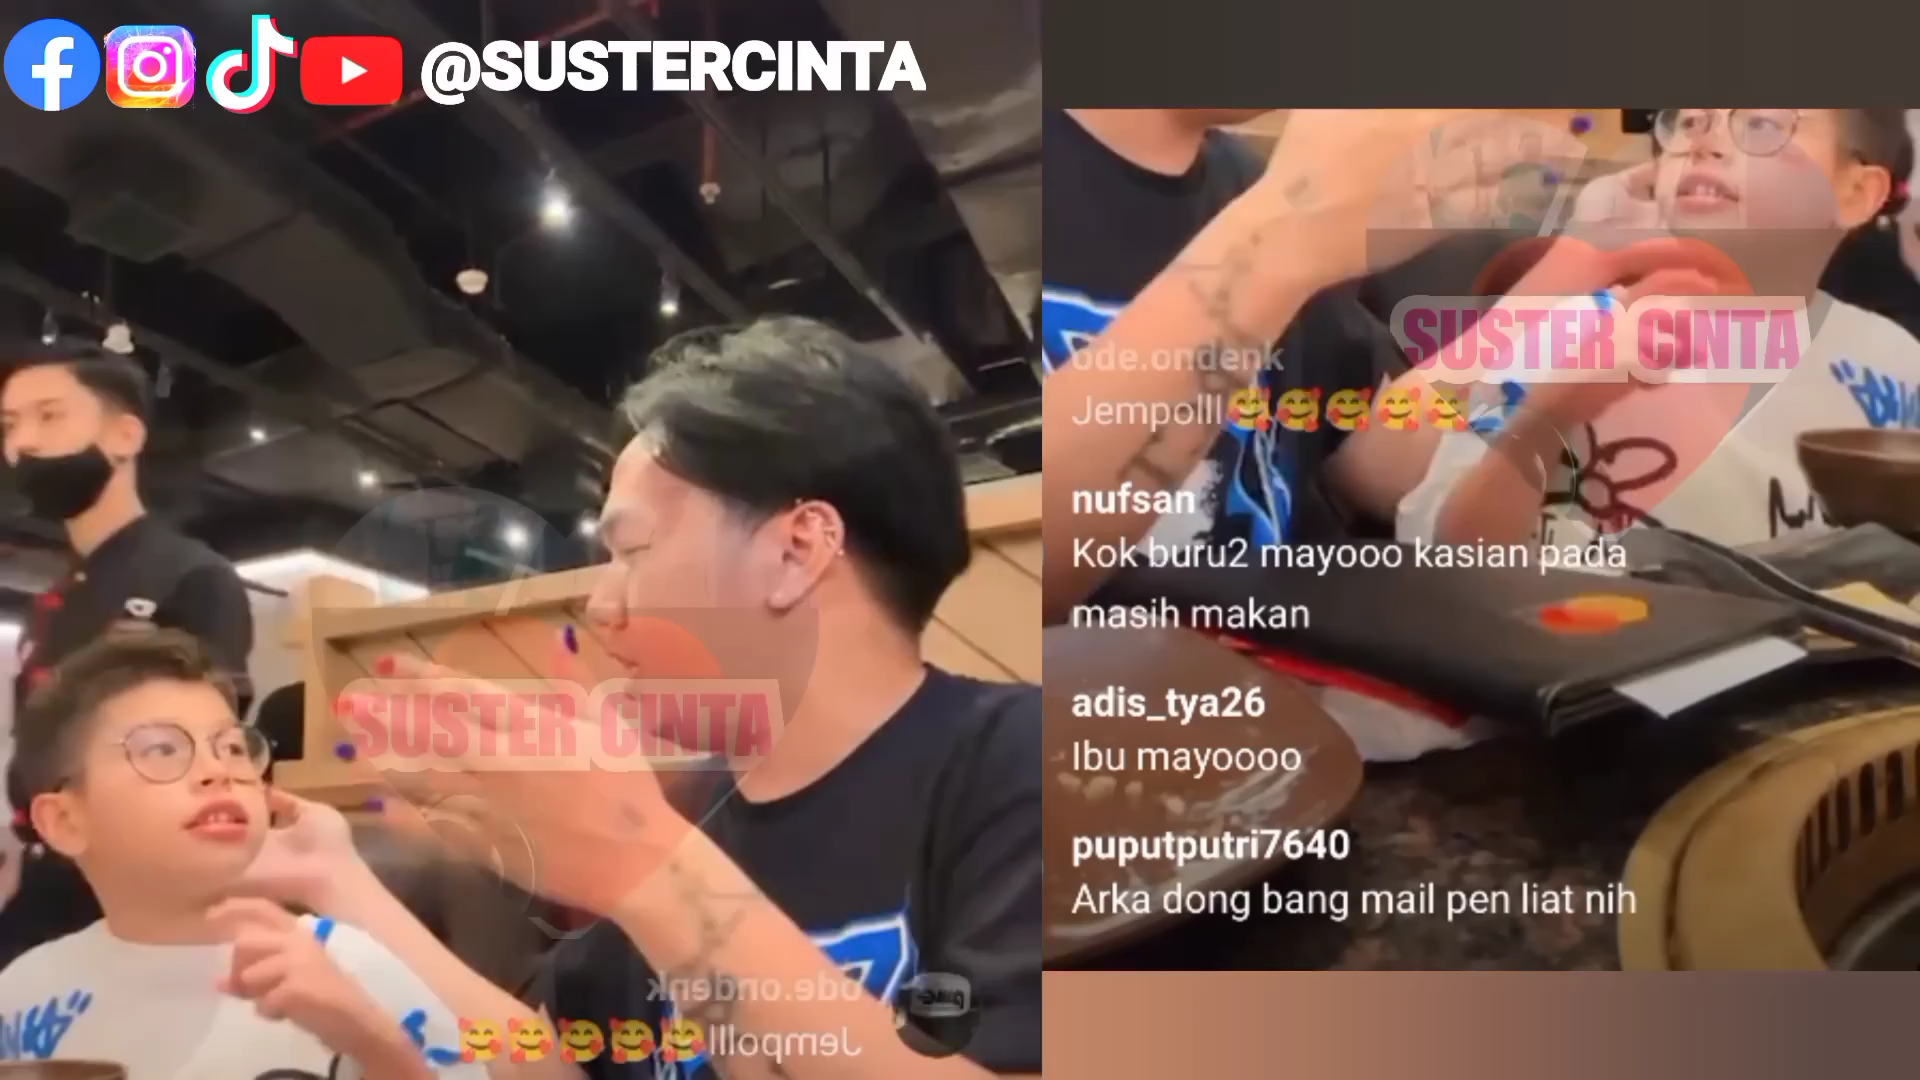 @SUSTERCINTA
SUSTER CINTA
ode.ondenk
Jempolll🥰🥰🥰🥰🥰
SUSTER CINTA
ode.ondenk
Jempolll🥰🥰🥰🥰🥰
nufsan
Kok buru2 mayooo kasian pada
masih makan
adis_tya26
Ibu mayoooo
puputputri7640
Arka dong bang mail pen liat nih